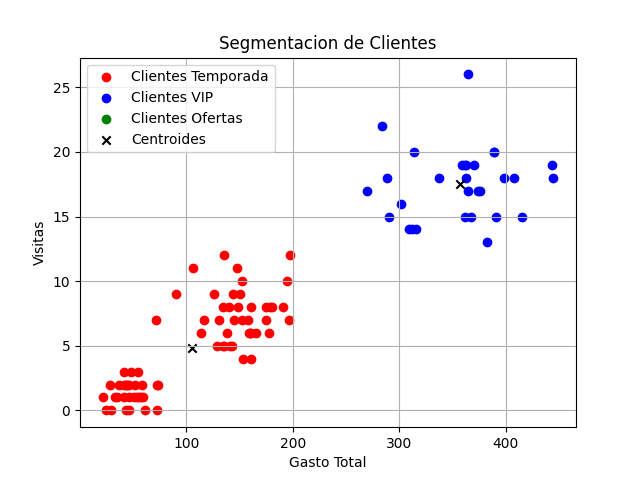 Segmentacion de Clientes
Clientes Temporada
Clientes VIP
Clientes Ofertas
Centroides
25
20
15
10
5
0
Visitas
100 200 300 400
Gasto Total